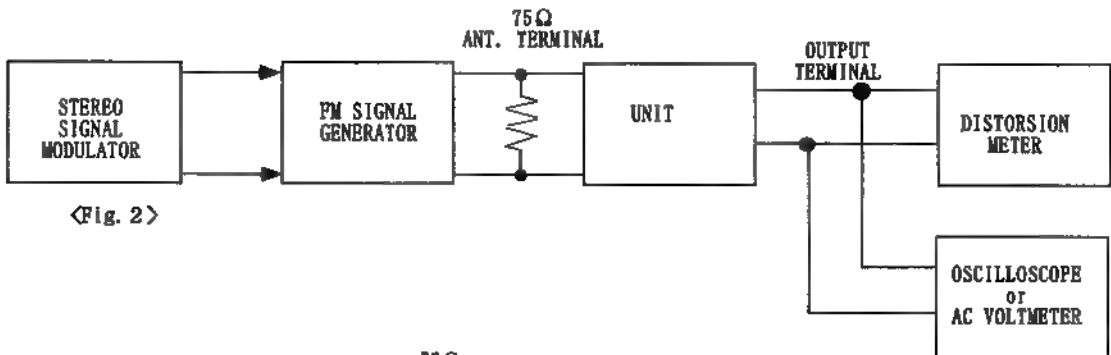 75Ω
ANT. TERMINAL
OUTPUT
TERMINAL
STEREO
SIGNAL
MODULATOR
FM SIGNAL
GENERATOR
UNIT
DISTORSION
METER
<Fig. 2>
OSCILLOSCOPE
or
AC VOLTMETER